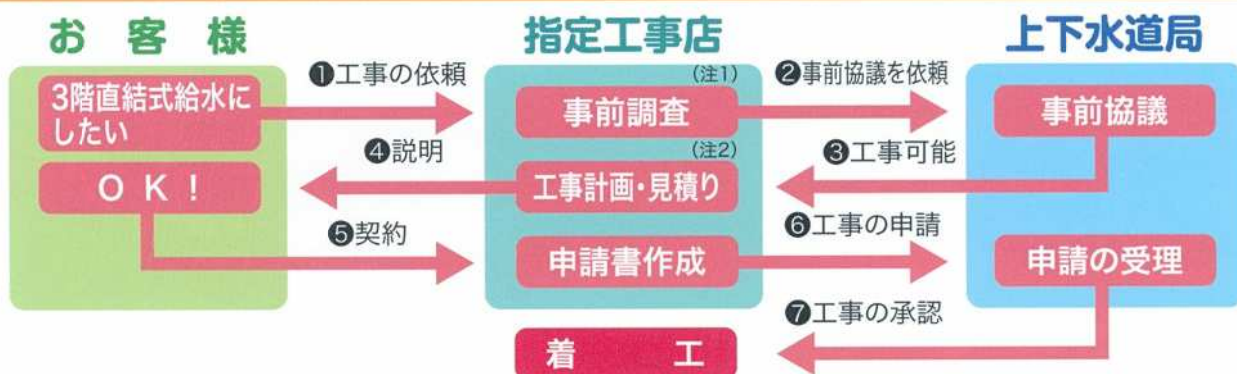 お客様
指定工事店
上下水道局
3階直結式給水に
したい
❶工事の依頼
(注1)
事前調査
❷事前協議を依頼
事前協議
❹説明
(注2)
❸工事可能
OK!
工事計画・見積り
❺契約
申請書作成
❻工事の申請
申請の受理
❼工事の承認
着工